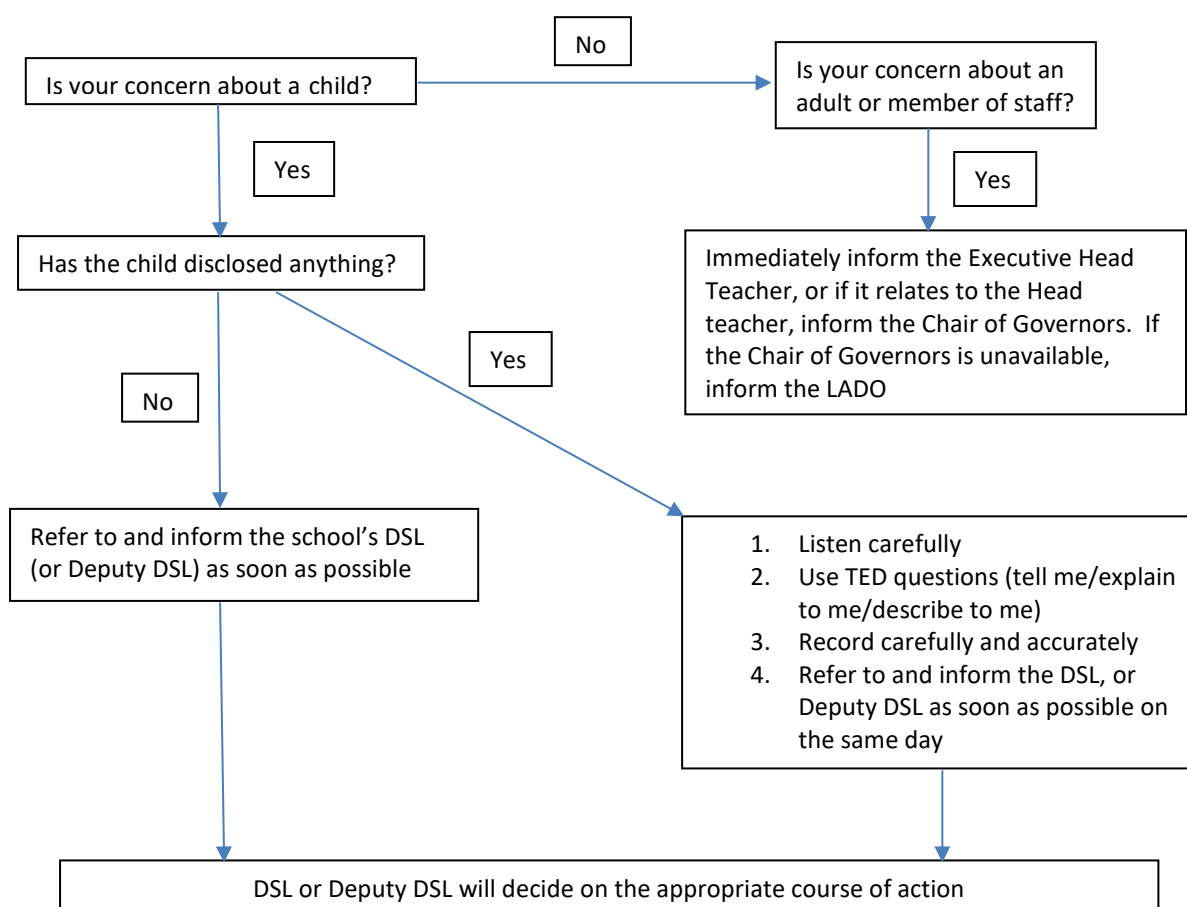 No
Is your concern about a child?
Is your concern about an
adult or member of staff?
Yes
Yes
Has the child disclosed anything?
Immediately inform the Executive Head
Teacher, or if it relates to the Head
teacher, inform the Chair of Governors.  If
the Chair of Governors is unavailable,
inform the LADO
Yes
No
Refer to and inform the school’s DSL
(or Deputy DSL) as soon as possible
1. Listen carefully
2. Use TED questions (tell me/explain
to me/describe to me)
3. Record carefully and accurately
4. Refer to and inform the DSL, or
Deputy DSL as soon as possible on
the same day
DSL or Deputy DSL will decide on the appropriate course of action